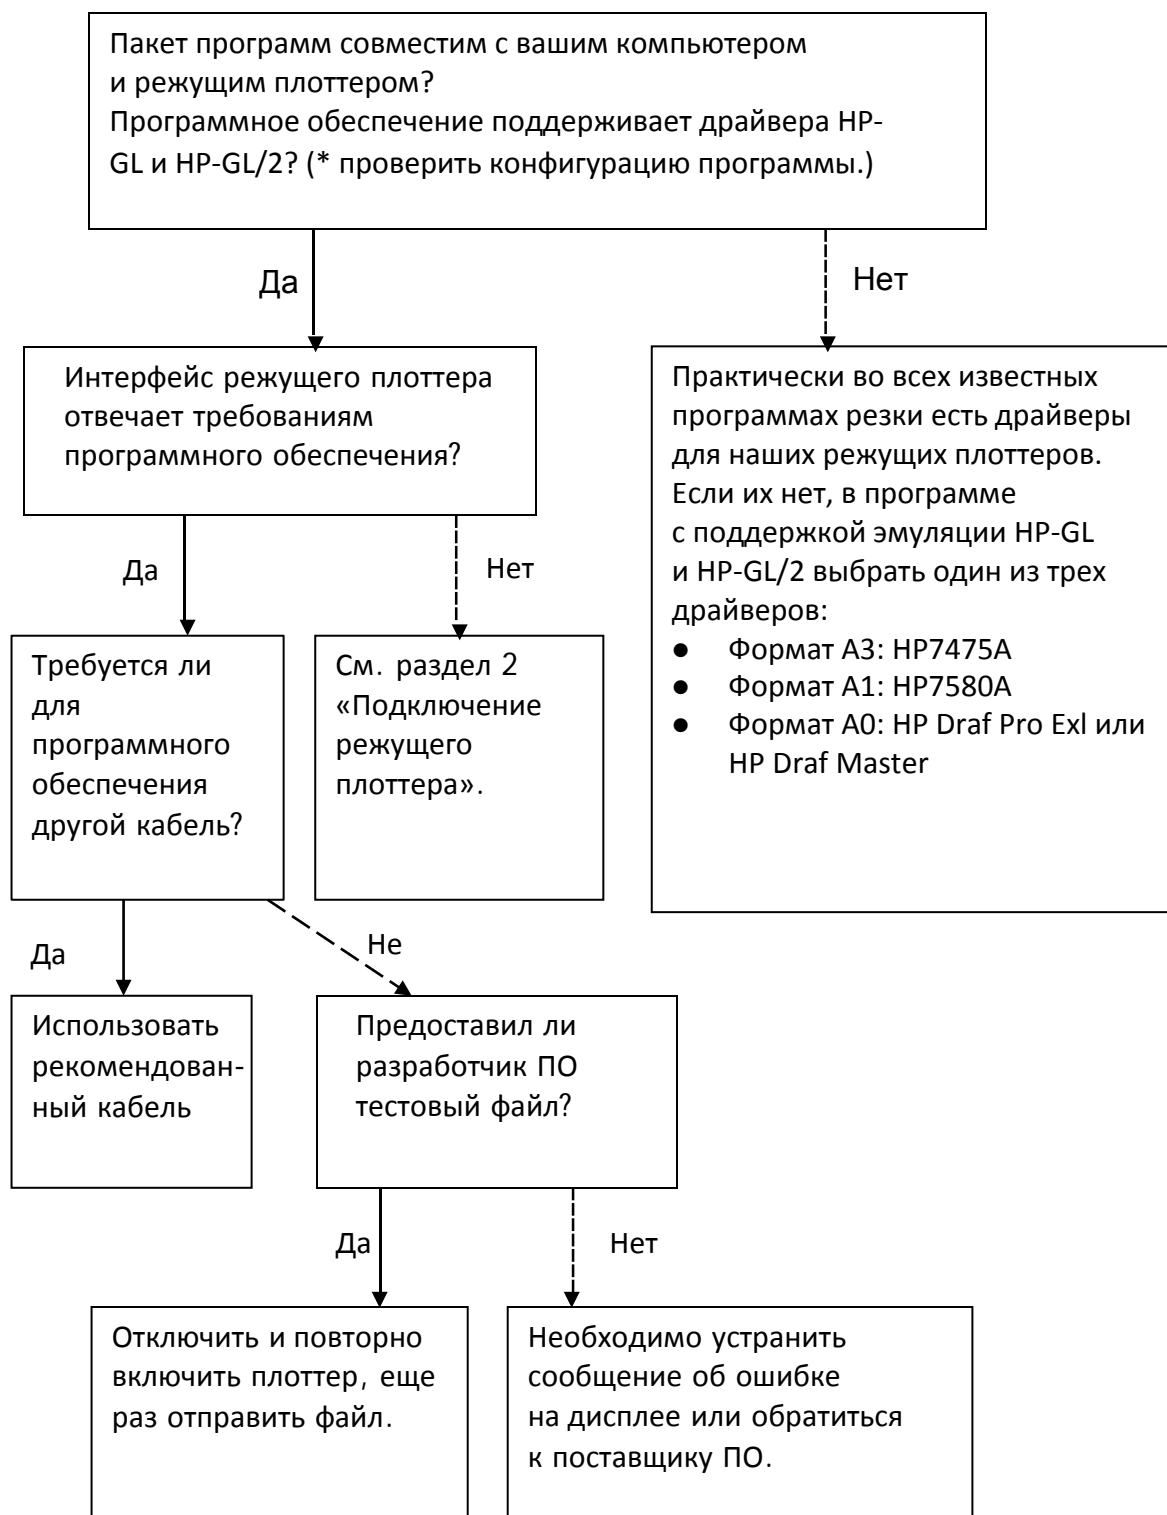 Пакет программ совместим с вашим компьютером
и режущим плоттером?
Программное обеспечение поддерживает драйвера HP-
GL и HP-GL/2? (* проверить конфигурацию программы.)
Да
Нет
Интерфейс режущего плоттера
отвечает требованиям
программного обеспечения?
Практически во всех известных
программах резки есть драйверы
для наших режущих плоттеров.
Если их нет, в программе
с поддержкой эмуляции HP-GL
и HP-GL/2 выбрать один из трех
драйверов:
● Формат А3: HP7475A
● Формат А1: HP7580A
● Формат А0: HP Draf Pro Exl или
HP Draf Master
Да
Нет
Требуется ли
для
программного
обеспечения
другой кабель?
См. раздел 2
«Подключение
режущего
плоттера».
Да
Не
Использовать
рекомендован-
ный кабель
Предоставил ли
разработчик ПО
тестовый файл?
Да
Нет
Отключить и повторно
включить плоттер, еще
раз отправить файл.
Необходимо устранить
сообщение об ошибке
на дисплее или обратиться
к поставщику ПО.